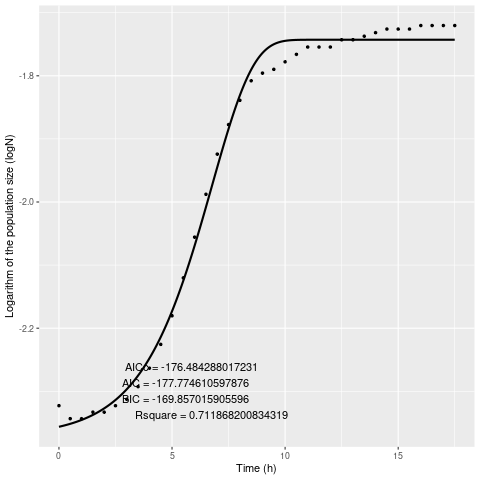 -1.8
-2.0
-2.2
Logarithm of the population size (logN)
AICc = -176.484288017231
AIC = -177.774610597876
BIC = -169.857015905596
Rsquare = 0.711868200834319
0
5
10
15
Time (h)